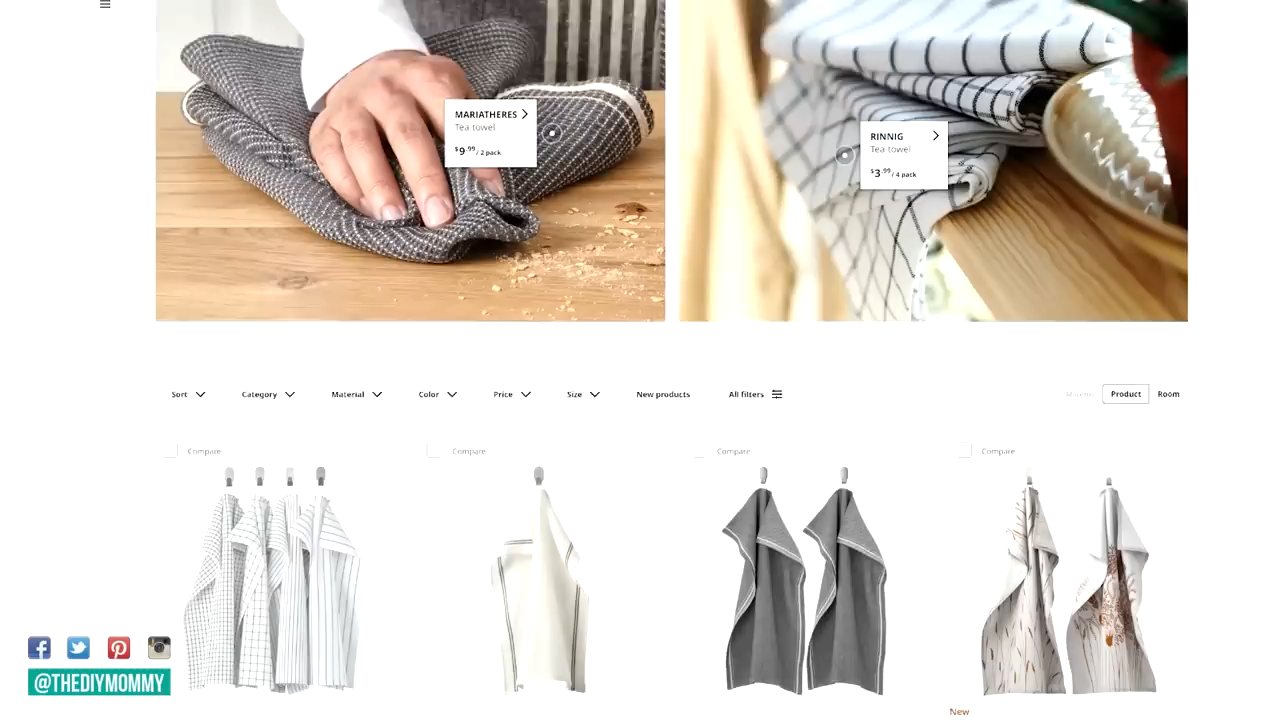 MARIATHERES
Tea towel
$9.99/ 2 pack
RINNIG
Tea towel
$3.99/ 4 pack
Sort
Category
Material
Color
Price
Size
New products
All filters
Product
Room
Compare
Compare
Compare
Compare
@THEDIYMOMMY
New